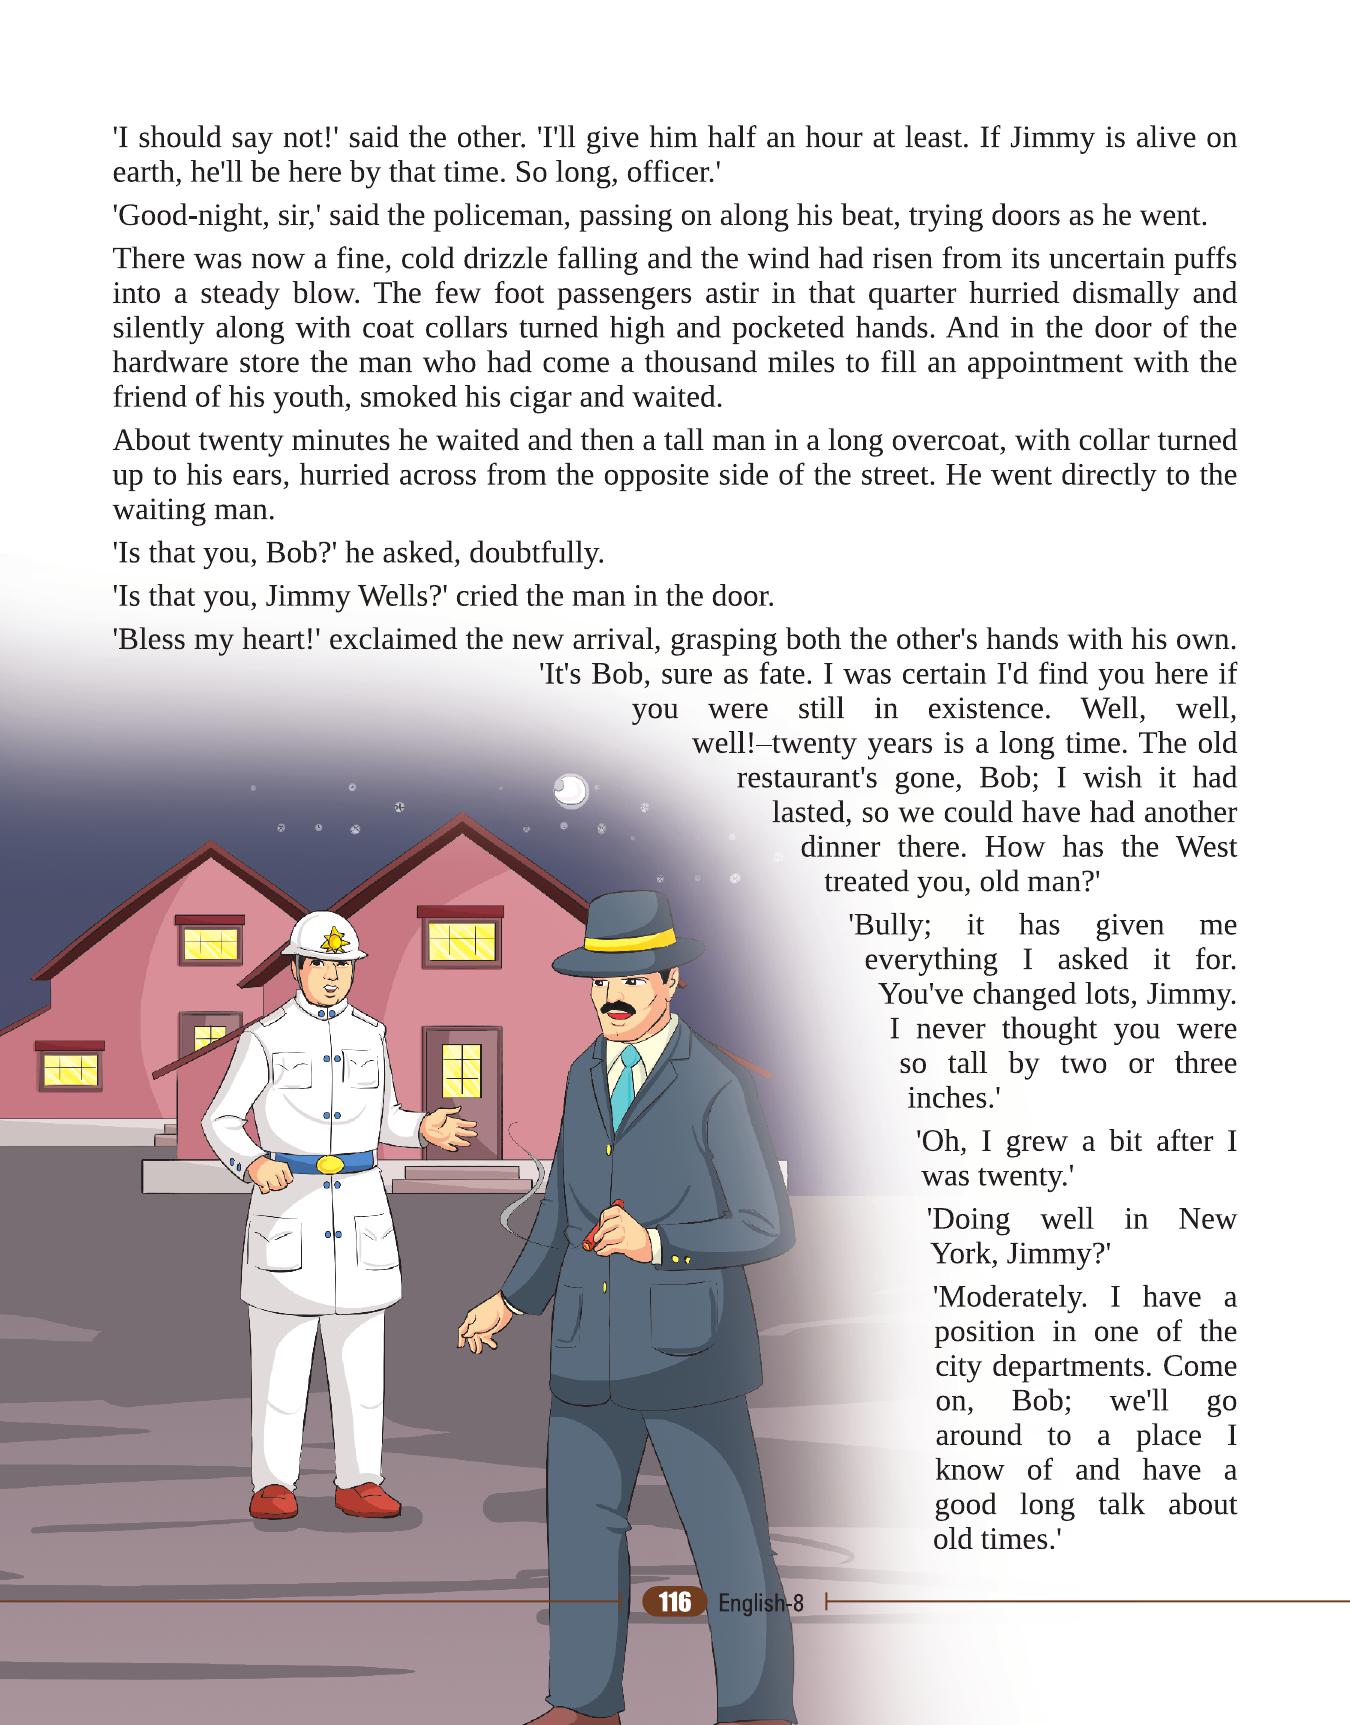 'I should say not!' said the other. 'I'll give him half an hour at least. If Jimmy is alive on
earth, he'll be here by that time. So long, officer.'
'Good-night, sir,' said the policeman, passing on along his beat, trying doors as he went.
There was now a fine, cold drizzle falling and the wind had risen from its uncertain puffs
into a steady blow. The few foot passengers astir in that quarter hurried dismally and
silently along with coat collars turned high and pocketed hands. And in the door of the
hardware store the man who had come a thousand miles to fill an appointment with the
friend of his youth, smoked his cigar and waited.
About twenty minutes he waited and then a tall man in a long overcoat, with collar turned
up to his ears, hurried across from the opposite side of the street. He went directly to the
waiting man.
'Is that you, Bob?' he asked, doubtfully.
'Is that you, Jimmy Wells?' cried the man in the door.
'Bless my heart!' exclaimed the new arrival, grasping both the other's hands with his own.
'It's Bob, sure as fate. I was certain I'd find you here if
you were still in existence. Well, well,
well!–twenty years is a long time. The old
restaurant's gone, Bob; I wish it had
lasted, so we could have had another
dinner there. How has the West
treated you, old man?'
'Bully; it has given me
everything I asked it for.
You've changed lots, Jimmy.
I never thought you were
so tall by two or three
inches.'
'Oh, I grew a bit after I
was twenty.'
'Doing well in New
York, Jimmy?'
'Moderately. I have a
position in one of the
city departments. Come
on, Bob; we'll go
around to a place I
know of and have a
good long talk about
old times.'
116 English-8